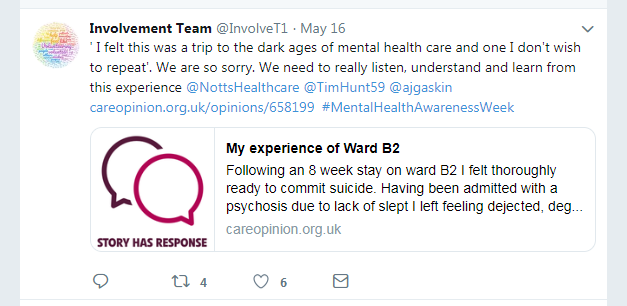 Involvement Team @InvolveT1 · May 16
' I felt this was a trip to the dark ages of mental health care and one I don't wish
to repeat'. We are so sorry. We need to really listen, understand and learn from
this experience @NottsHealthcare @TimHunt59 @ajgaskin
careopinion.org.uk/opinions/658199 #MentalHealthAwarenessWeek
My experience of Ward B2
Following an 8 week stay on ward B2 I felt thoroughly
ready to commit suicide. Having been admitted with a
psychosis due to lack of slept I left feeling dejected, deg...
careopinion.org.uk
STORY HAS RESPONSE
4
6